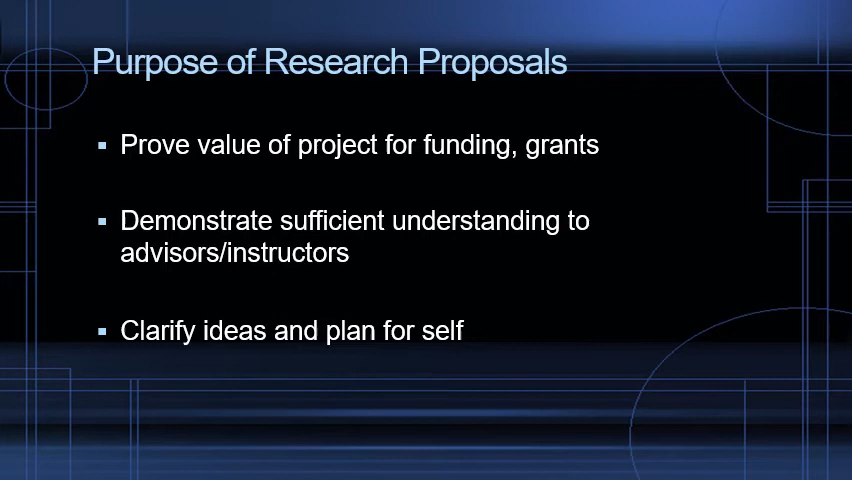 Purpose of Research Proposals
▪ Prove value of project for funding, grants
▪ Demonstrate sufficient understanding to
advisors/instructors
▪ Clarify ideas and plan for self